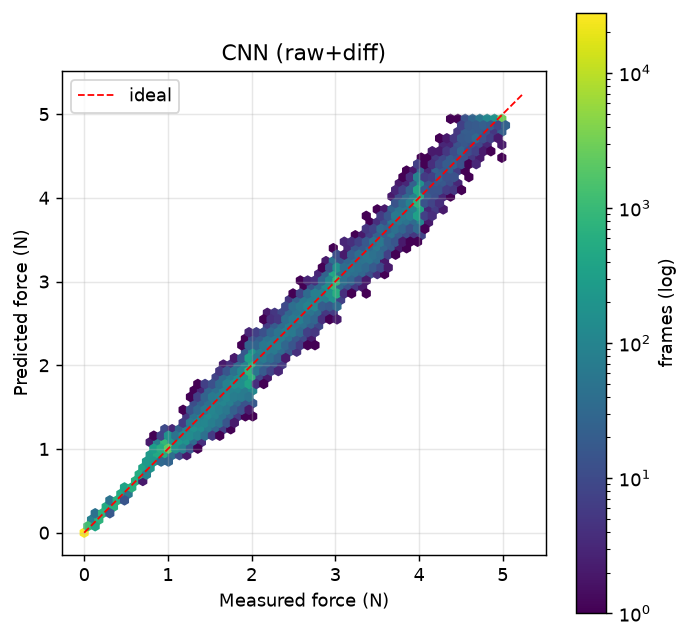 CNN (raw+diff)
ideal
5
4
3
2
1
0
Predicted force (N)
0 1 2 3 4 5
Measured force (N)
10^4
10^3
10^2
10^1
10^0
frames (log)